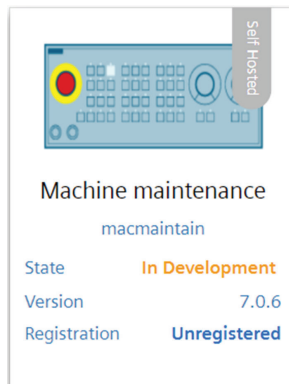 Self Hosted
Machine maintenance
macmaintain
State In Development
Version 7.0.6
Registration Unregistered